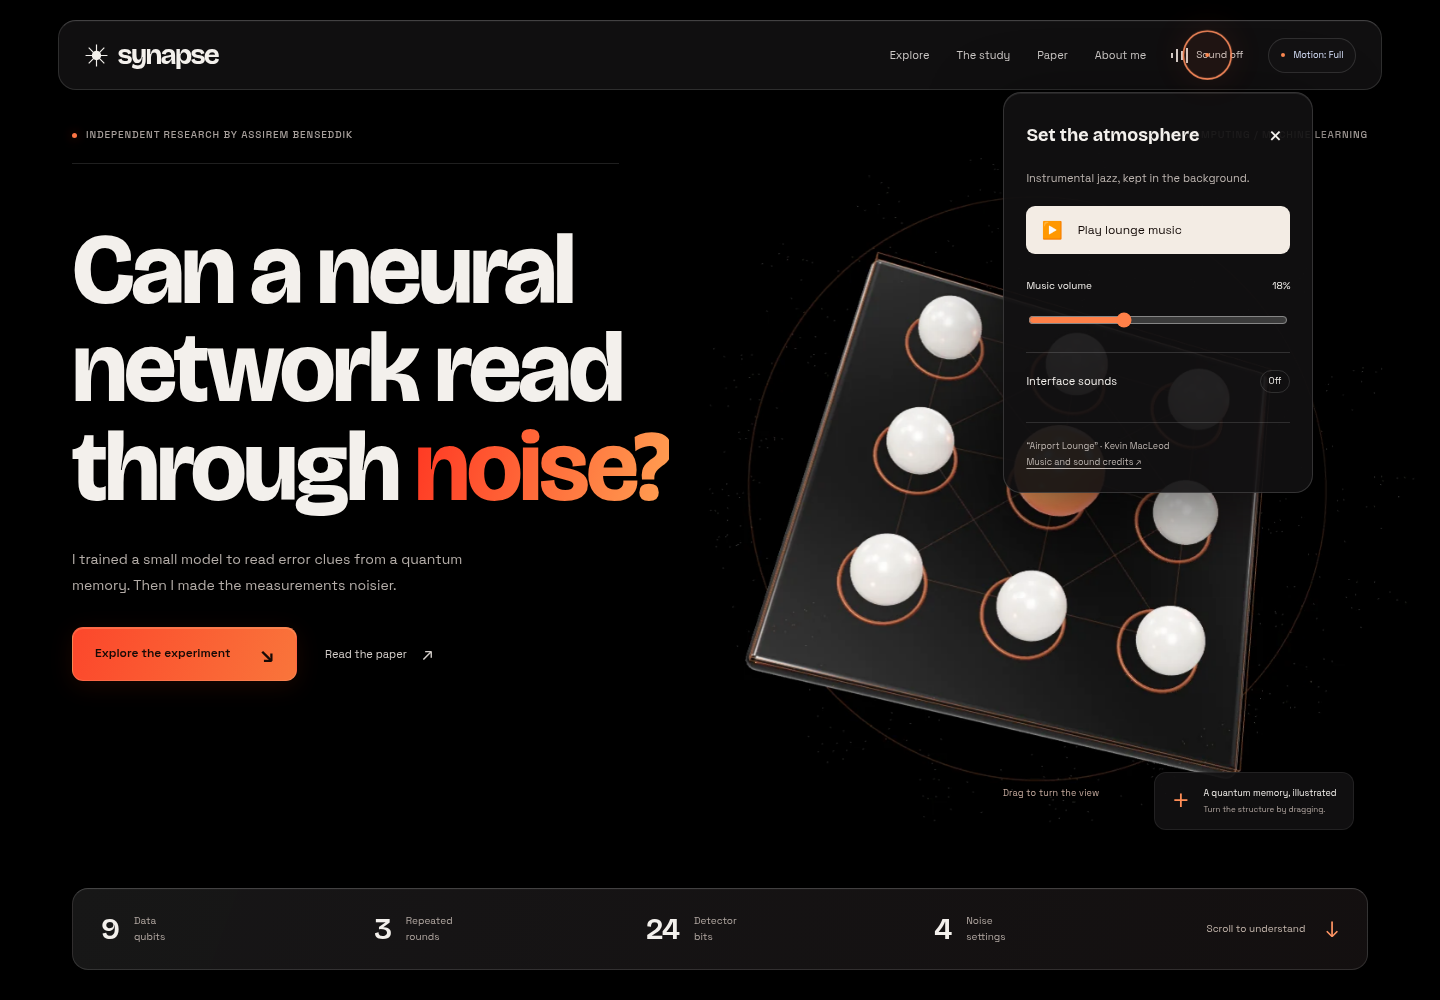 synapse
Explore
The study
Paper
About me
Sound off
Motion: Full
INDEPENDENT RESEARCH BY ASSIREM BENSEDDIK
LEARNING
Set the atmosphere
Instrumental jazz, kept in the background.
Play lounge music
Music volume
18%
Interface sounds
Off
"Airport Lounge" · Kevin MacLeod
Music and sound credits ↗
Can a neural
network read
through noise?
I trained a small model to read error clues from a quantum
memory. Then I made the measurements noisier.
Explore the experiment
Read the paper
Drag to turn the view
A quantum memory, illustrated
Turn the structure by dragging.
9
Data
qubits
3
Repeated
rounds
24
Detector
bits
4
Noise
settings
Scroll to understand